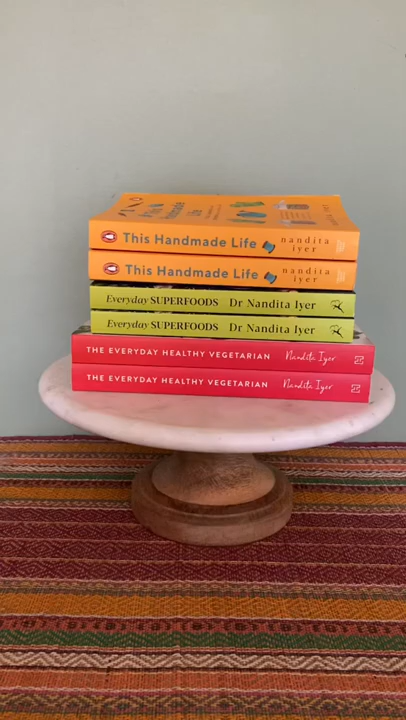 This Handmade Life nandita iyer
This Handmade Life nandita iyer
Everyday SUPERFOODS Dr Nandita Iyer
Everyday SUPERFOODS Dr Nandita Iyer
THE EVERYDAY HEALTHY VEGETARIAN Nandita Iyer
THE EVERYDAY HEALTHY VEGETARIAN Nandita Iyer